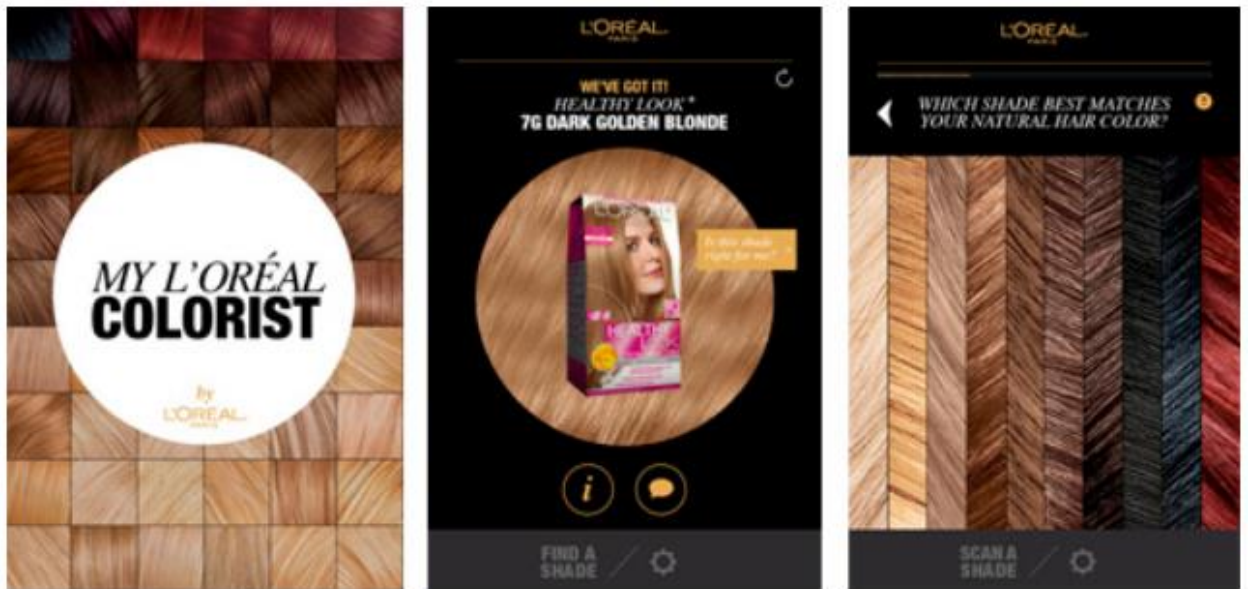 MY L'ORÉAL
COLORIST
by
L'ORÉAL
PARIS
L'ORÉAL
PARIS
WE'VE GOT IT!
HEALTHY LOOK*
7G DARK GOLDEN BLONDE
L'ORÉAL
Is this shade
right for me?
HEALTHY
i
FIND A
SHADE
L'ORÉAL
PARIS
WHICH SHADE BEST MATCHES
YOUR NATURAL HAIR COLOR?
SCAN A
SHADE